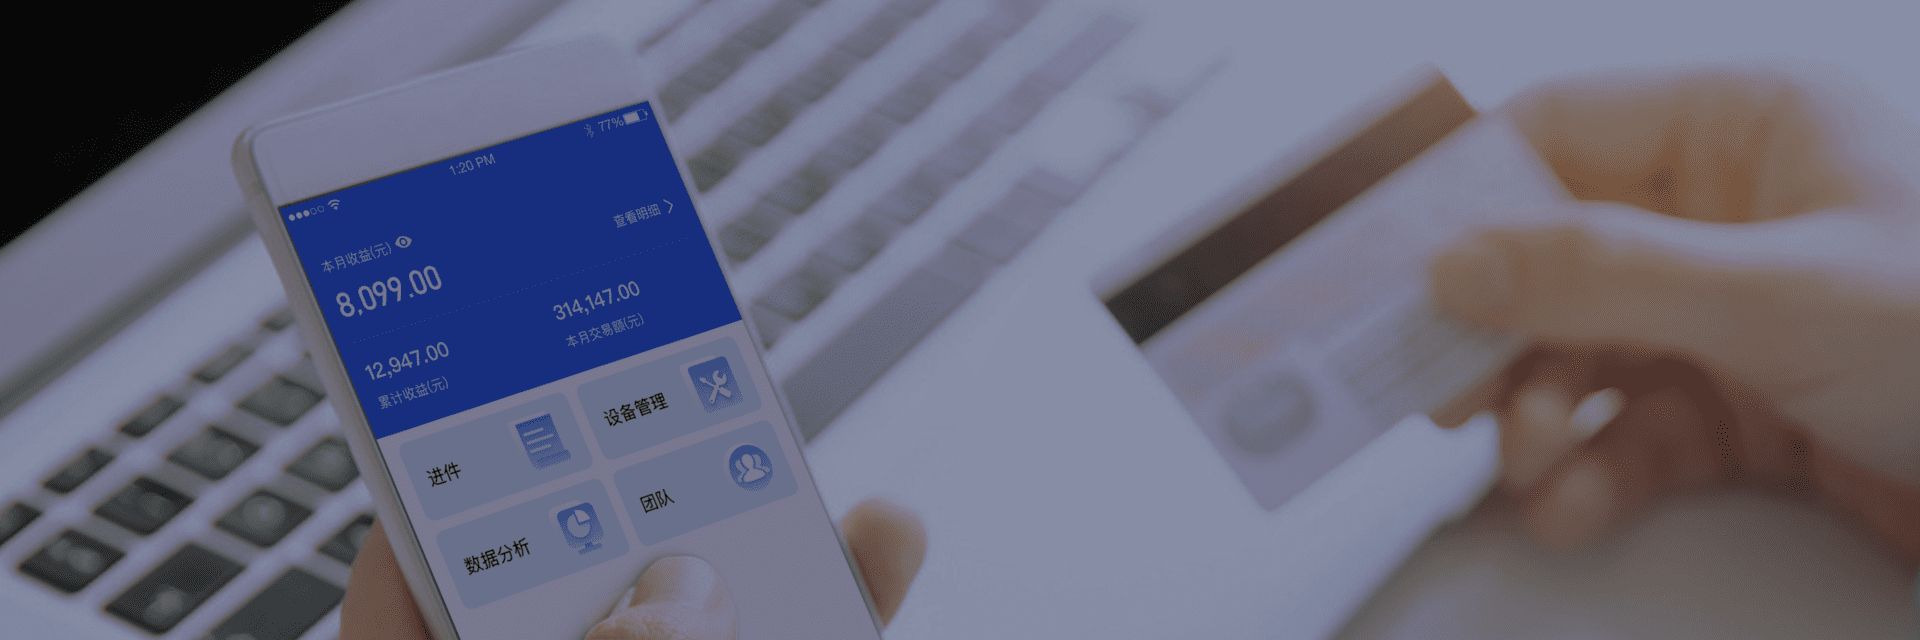 1:20 PM
77%
本月收益(元)
查看明细
8,099.00
12,947.00
累计收益(元)
314,147.00
本月交易额(元)
进件
设备管理
数据分析
团队